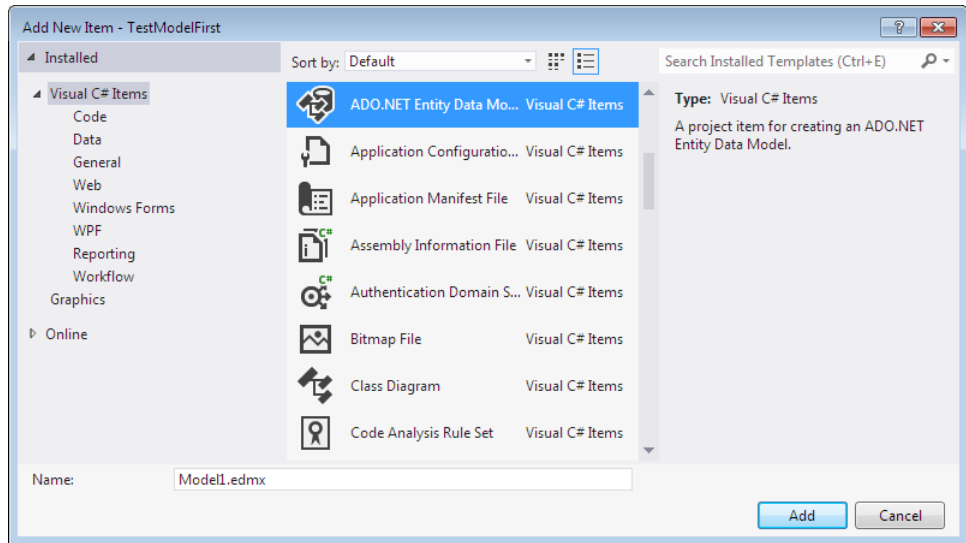 Add New Item - TestModelFirst
Installed
Sort by: Default
Search Installed Templates (Ctrl+E)
Visual C# Items
Code
Data
General
Web
Windows Forms
WPF
Reporting
Workflow
Graphics
Online
ADO.NET Entity Data Mo... Visual C# Items
Application Configuratio... Visual C# Items
Application Manifest File Visual C# Items
C#
Assembly Information File Visual C# Items
C#
Authentication Domain S... Visual C# Items
Bitmap File Visual C# Items
Class Diagram Visual C# Items
Code Analysis Rule Set Visual C# Items
Type: Visual C# Items
A project item for creating an ADO.NET
Entity Data Model.
Name: Model1.edmx
Add Cancel